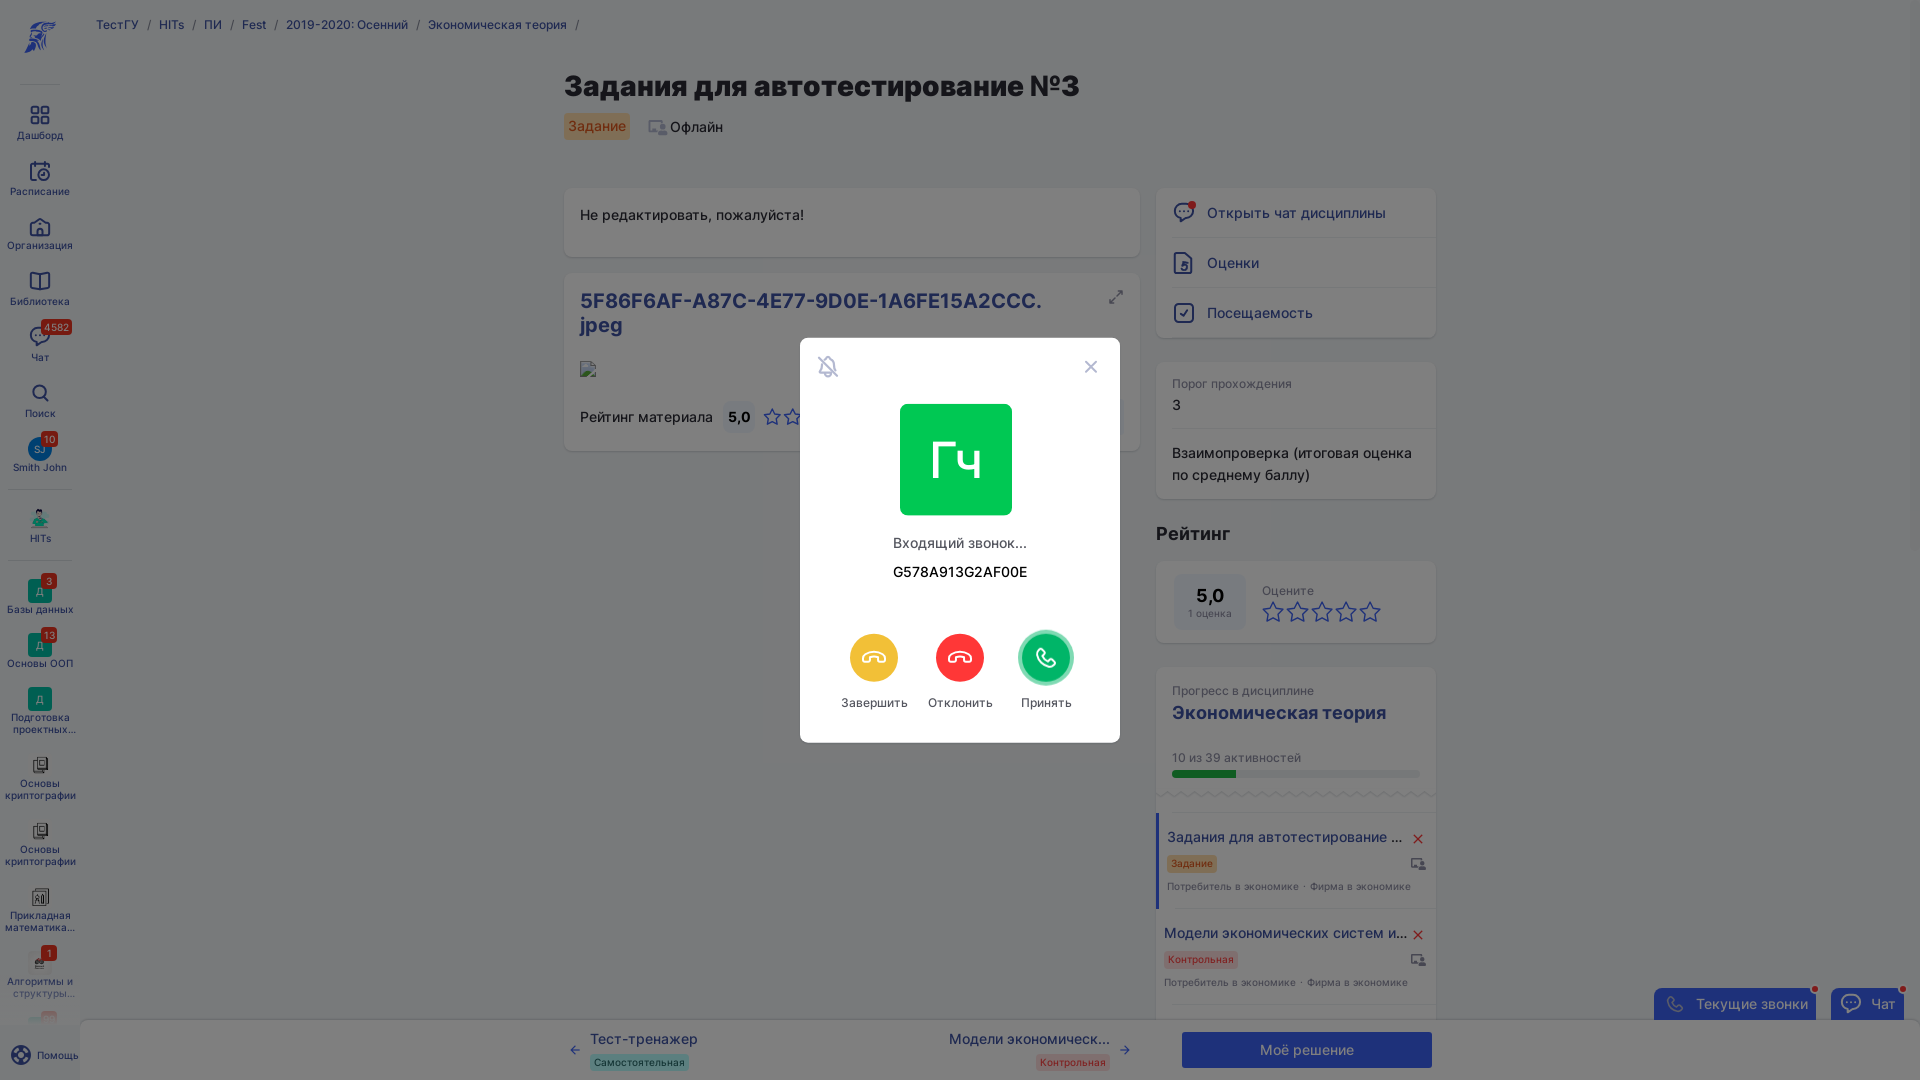 ТестГУ / HITs / ПИ / Fest / 2019-2020: Осенний / Экономическая теория /
Дашборд
Расписание
Организация
Библиотека
4582
Чат
Поиск
10
SJ
Smith John
HITs
3
Д
Базы данных
13
Д
Основы ООП
Д
Подготовка
проектных...
Основы
криптографии
Основы
криптографии
Прикладная
математика...
1
Алгоритмы и
структуры...
Помощь
Задания для автотестирование №3
Задание
Офлайн
Не редактировать, пожалуйста!
5F86F6AF-A87C-4E77-9D0E-1A6FE15A2CCC.
jpeg
Рейтинг материала 5,0
Гч
Входящий звонок...
G578A913G2AF00E
Завершить
Отклонить
Принять
Открыть чат дисциплины
Оценки
Посещаемость
Порог прохождения
3
Взаимопроверка (итоговая оценка
по среднему баллу)
Рейтинг
5,0
1 оценка
Оцените
Прогресс в дисциплине
Экономическая теория
10 из 39 активностей
Задания для автотестирование ...
Задание
Потребитель в экономике · Фирма в экономике
Модели экономических систем и...
Контрольная
Потребитель в экономике · Фирма в экономике
Текущие звонки
Чат
Тест-тренажер
Самостоятельная
Модели экономическ...
Контрольная
Моё решение